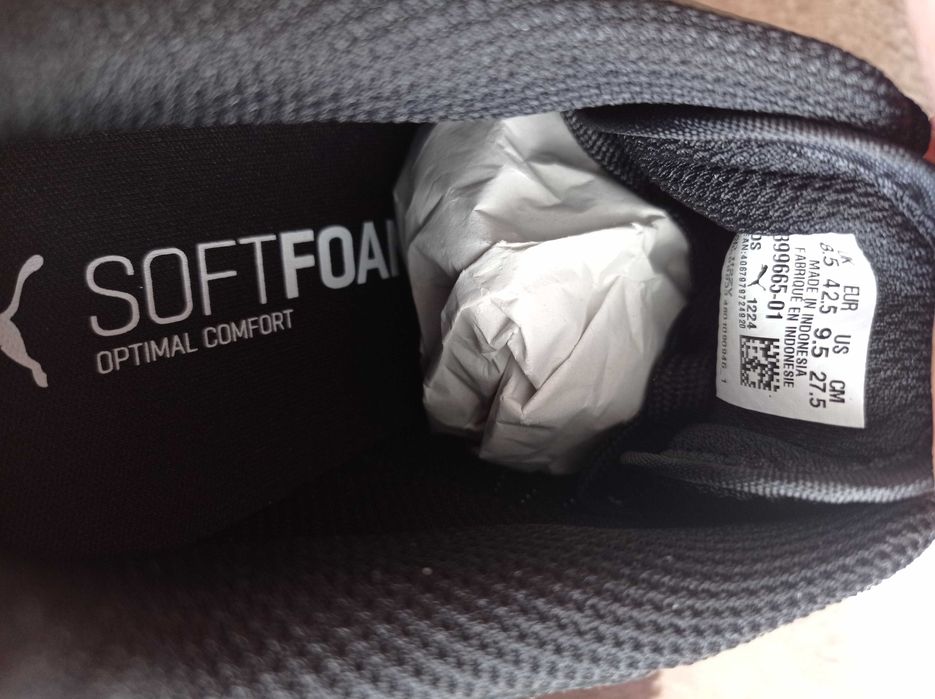 SOFTFOA
OPTIMAL COMFORT
EUR US CM
8.5 42.5 9.5 27.5
MADE IN INDONESIA
FABRIQUE EN INDONESIE
399665-01
1224